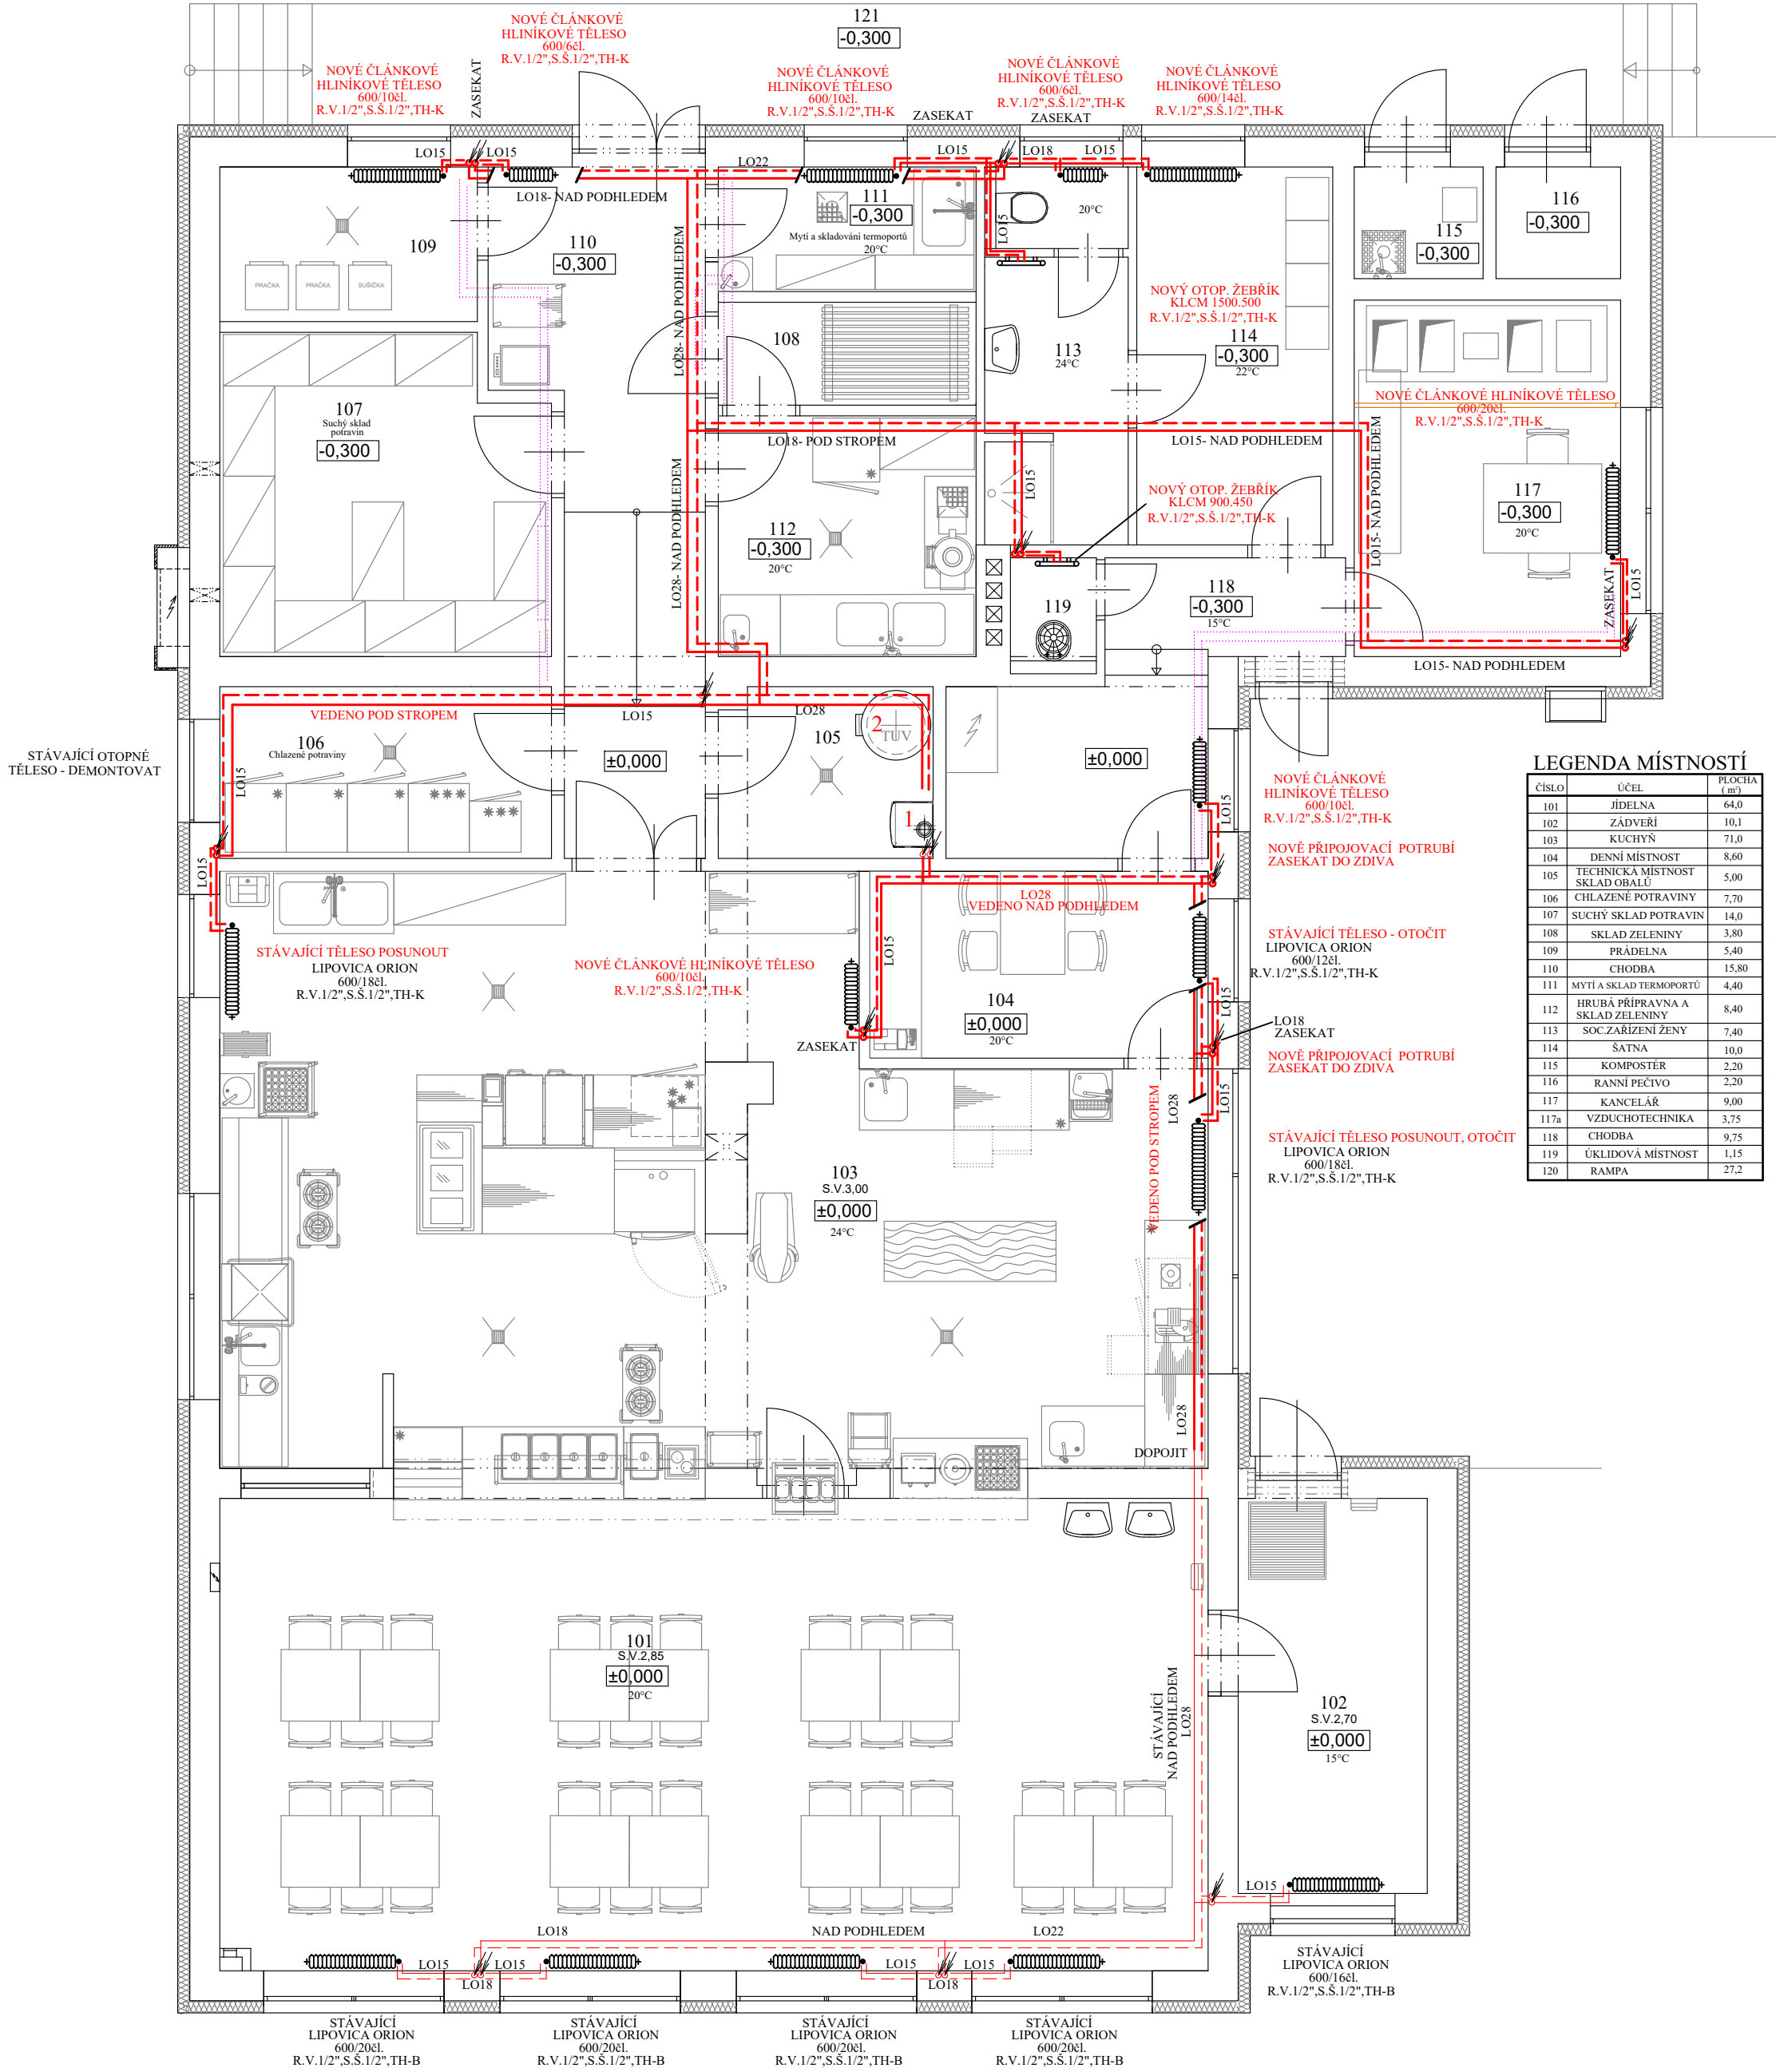 121
-0,300
NOVÉ ČLÁNKOVÉ
HLINÍKOVÉ TĚLESO
600/6čl.
R.V.1/2",S.Š.1/2",TH-K
NOVÉ ČLÁNKOVÉ
HLINÍKOVÉ TĚLESO
600/10čl.
R.V.1/2",S.Š.1/2",TH-K
ZASEKAT
NOVÉ ČLÁNKOVÉ
HLINÍKOVÉ TĚLESO
600/10čl.
R.V.1/2",S.Š.1/2",TH-K
ZASEKAT
NOVÉ ČLÁNKOVÉ
HLINÍKOVÉ TĚLESO
600/6čl.
R.V.1/2",S.Š.1/2",TH-K
ZASEKAT
NOVÉ ČLÁNKOVÉ
HLINÍKOVÉ TĚLESO
600/14čl.
R.V.1/2",S.Š.1/2",TH-K
LO15
LO15
LO22
LO15
LO18
LO15
LO18- NAD PODHLEDEM
109
PRAČKA
PRAČKA
SUŠIČKA
110
-0,300
LO28- NAD PODHLEDEM
111
-0,300
Mytí a skladování termoportů
20°C
LO15
20°C
115
-0,300
116
-0,300
NOVÝ OTOP. ŽEBŘÍK
KLCM 1500.500
R.V.1/2",S.Š.1/2",TH-K
108
113
24°C
114
-0,300
22°C
107
Suchý sklad
potravin
-0,300
NOVÉ ČLÁNKOVÉ HLINÍKOVÉ TĚLESO
600/20čl.
R.V.1/2",S.Š.1/2",TH-K
LO18- POD STROPEM
LO15- NAD PODHLEDEM
LO28- NAD PODHLEDEM
LO15
LO15- NAD PODHLEDEM
NOVÝ OTOP. ŽEBŘÍK
KLCM 900.450
R.V.1/2",S.Š.1/2",TH-K
117
-0,300
20°C
112
-0,300
20°C
ZASEKAT
LO15
118
-0,300
15°C
119
LO15- NAD PODHLEDEM
VEDENO POD STROPEM
LO15
LO28
STÁVAJÍCÍ OTOPNÉ
TĚLESO - DEMONTOVAT
106
Chlazené potraviny
LO15
±0,000
105
2
TUV
±0,000
1
LO15
LO15
NOVÉ ČLÁNKOVÉ
HLINÍKOVÉ TĚLESO
600/10čl.
R.V.1/2",S.Š.1/2",TH-K
NOVĚ PŘIPOJOVACÍ POTRUBÍ
ZASEKAT DO ZDIVA
LEGENDA MÍSTNOSTÍ
ČÍSLO ÚČEL PLOCHA ( m²)
101 JÍDELNA 64,0
102 ZÁDVEŘÍ 10,1
103 KUCHYŇ 71,0
104 DENNÍ MÍSTNOST 8,60
105 TECHNICKÁ MÍSTNOST SKLAD OBALŮ 5,00
106 CHLAZENÉ POTRAVINY 7,70
107 SUCHÝ SKLAD POTRAVIN 14,0
108 SKLAD ZELENINY 3,80
109 PRÁDELNA 5,40
110 CHODBA 15,80
111 MYTÍ A SKLAD TERMOPORTŮ 4,40
112 HRUBÁ PŘÍPRAVNA A SKLAD ZELENINY 8,40
113 SOC.ZAŘÍZENÍ ŽENY 7,40
114 ŠATNA 10,0
115 KOMPOSTÉR 2,20
116 RANNÍ PEČIVO 2,20
117 KANCELÁŘ 9,00
117a VZDUCHOTECHNIKA 3,75
118 CHODBA 9,75
119 ÚKLIDOVÁ MÍSTNOST 1,15
120 RAMPA 27,2
LO28
VEDENO NAD PODHLEDEM
LO15
STÁVAJÍCÍ TĚLESO POSUNOUT
LIPOVICA ORION
600/18čl.
R.V.1/2",S.Š.1/2",TH-K
NOVÉ ČLÁNKOVÉ HLINÍKOVÉ TĚLESO
600/10čl.
R.V.1/2",S.Š.1/2",TH-K
ZASEKAT
104
±0,000
20°C
STÁVAJÍCÍ TĚLESO - OTOČIT
LIPOVICA ORION
600/12čl.
R.V.1/2",S.Š.1/2",TH-K
LO15
LO18
ZASEKAT
NOVĚ PŘIPOJOVACÍ POTRUBÍ
ZASEKAT DO ZDIVA
LO15
LO28
VEDENO POD STROPEM
STÁVAJÍCÍ TĚLESO POSUNOUT, OTOČIT
LIPOVICA ORION
600/18čl.
R.V.1/2",S.Š.1/2",TH-K
103
S.V.3,00
±0,000
24°C
LO28
DOPOJIT
101
S.V.2,85
±0,000
20°C
STÁVAJÍCÍ
NAD PODHLEDEM
LO28
102
S.V.2,70
±0,000
15°C
LO15
LO18
NAD PODHLEDEM
LO22
LO15
LO18
LO15
LO15
LO18
LO15
STÁVAJÍCÍ
LIPOVICA ORION
600/16čl.
R.V.1/2",S.Š.1/2",TH-B
STÁVAJÍCÍ
LIPOVICA ORION
600/20čl.
R.V.1/2",S.Š.1/2",TH-B
STÁVAJÍCÍ
LIPOVICA ORION
600/20čl.
R.V.1/2",S.Š.1/2",TH-B
STÁVAJÍCÍ
LIPOVICA ORION
600/20čl.
R.V.1/2",S.Š.1/2",TH-B
STÁVAJÍCÍ
LIPOVICA ORION
600/20čl.
R.V.1/2",S.Š.1/2",TH-B